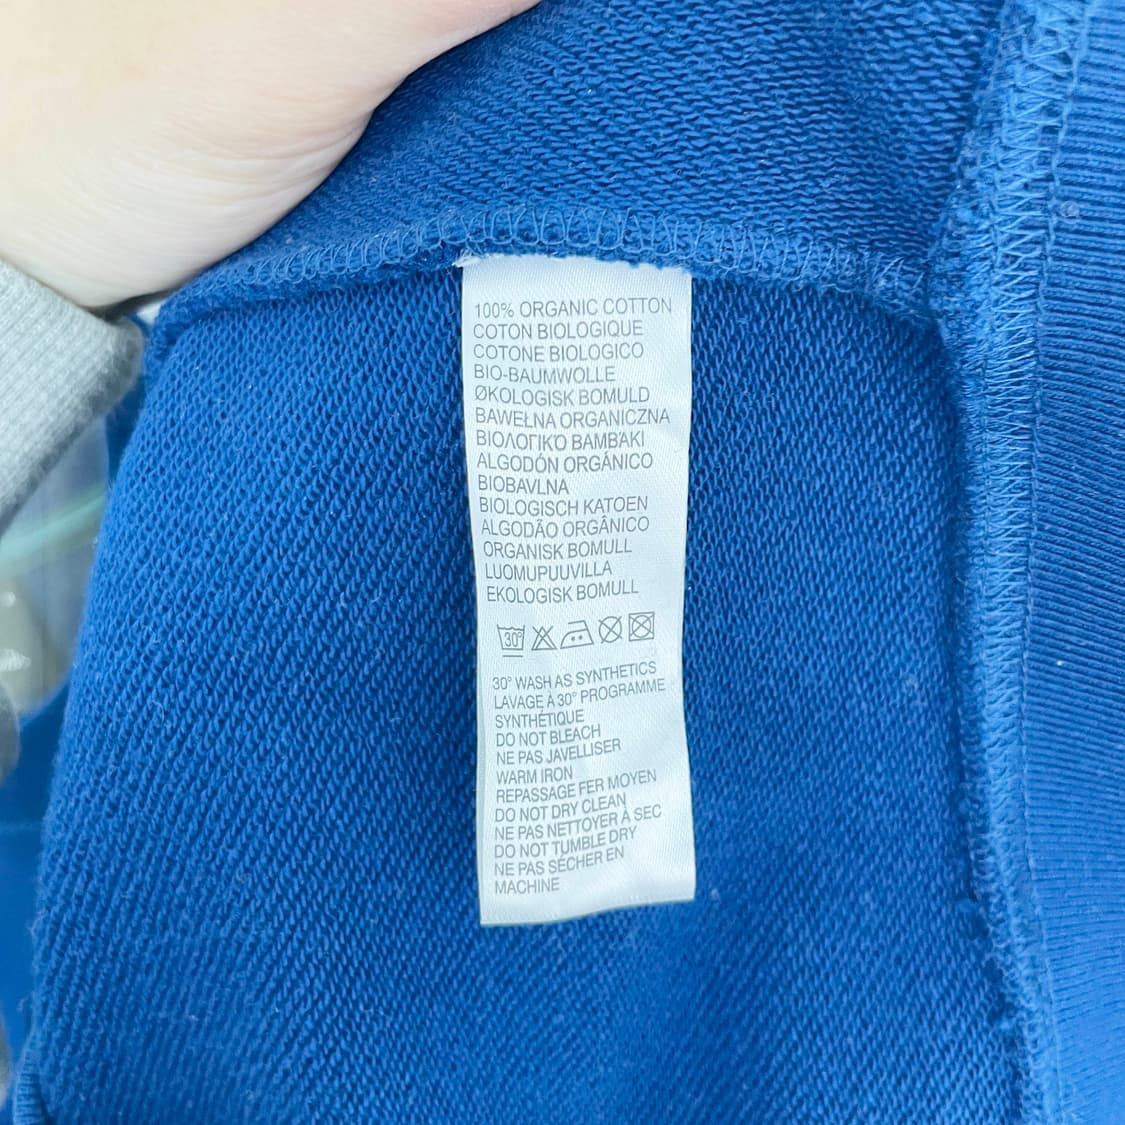 100% ORGANIC COTTON
COTON BIOLOGIQUE
COTONE BIOLOGICO
BIO-BAUMWOLLE
ØKOLOGISK BOMULD
BAWEŁNA ORGANICZNA
ΒΙΟΛΟΓΙΚΌ ΒΑΜΒΆΚΙ
ALGODÓN ORGÁNICO
BIOBAVLNA
BIOLOGISCH KATOEN
ALGODÃO ORGÂNICO
ORGANISK BOMULL
LUOMUPUUVILLA
EKOLOGISK BOMULL
30°
30° WASH AS SYNTHETICS
LAVAGE À 30° PROGRAMME
SYNTHÉTIQUE
DO NOT BLEACH
NE PAS JAVELLISER
WARM IRON
REPASSAGE FER MOYEN
DO NOT DRY CLEAN
NE PAS NETTOYER À SEC
DO NOT TUMBLE DRY
NE PAS SÉCHER EN
MACHINE